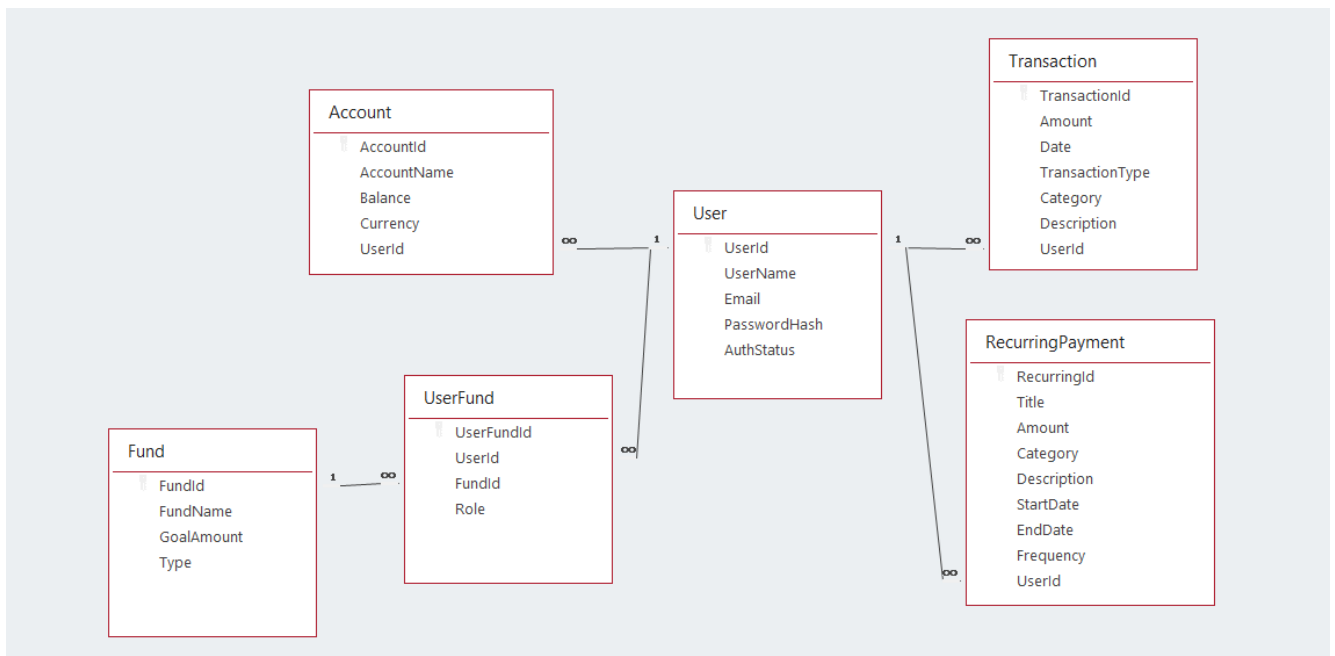 Account
AccountId
AccountName
Balance
Currency
UserId
∞
1
User
UserId
UserName
Email
PasswordHash
AuthStatus
1
∞
Transaction
TransactionId
Amount
Date
TransactionType
Category
Description
UserId
RecurringPayment
RecurringId
Title
Amount
Category
Description
StartDate
EndDate
Frequency
UserId
∞
UserFund
UserFundId
UserId
FundId
Role
∞
Fund
FundId
FundName
GoalAmount
Type
1
∞